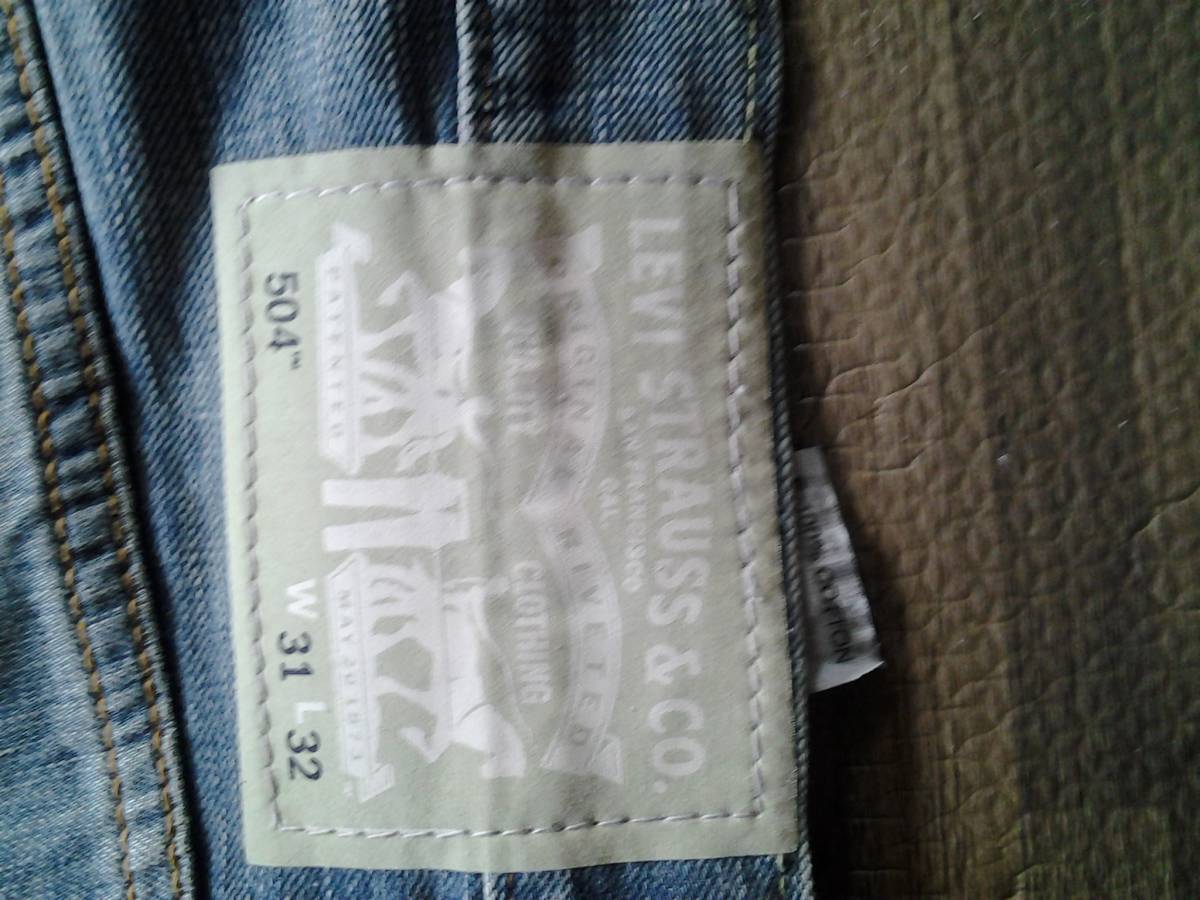 LEVI STRAUSS & CO.
SAN FRANCISCO
CAL
ORIGINAL RIVETED
QUALITY CLOTHING
PATENTED MAY 20 1873
504™ W 31 L 32
COTTON